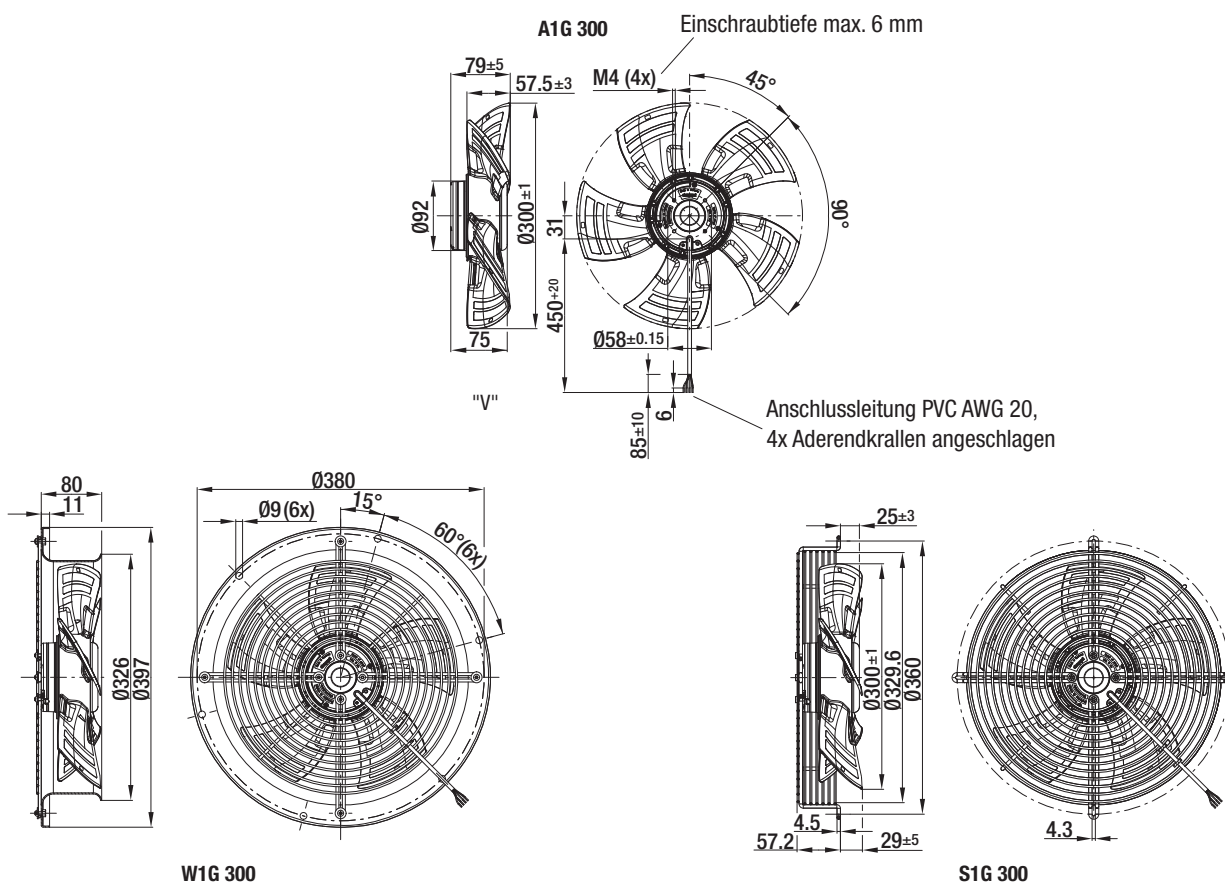 A1G 300
Einschraubtiefe max. 6 mm
79±5
57.5±3
M4 (4x)
45°
90°
Ø92
Ø300±1
31
450+20
75
Ø58±0.15
"V"
85±10
6
Anschlussleitung PVC AWG 20,
4x Aderendkrallen angeschlagen
80
11
Ø380
Ø9(6x)
15°
60°(6x)
Ø326
Ø397
W1G 300
25±3
Ø300±1
Ø329.6
Ø360
4.5
57.2
29±5
4.3
S1G 300